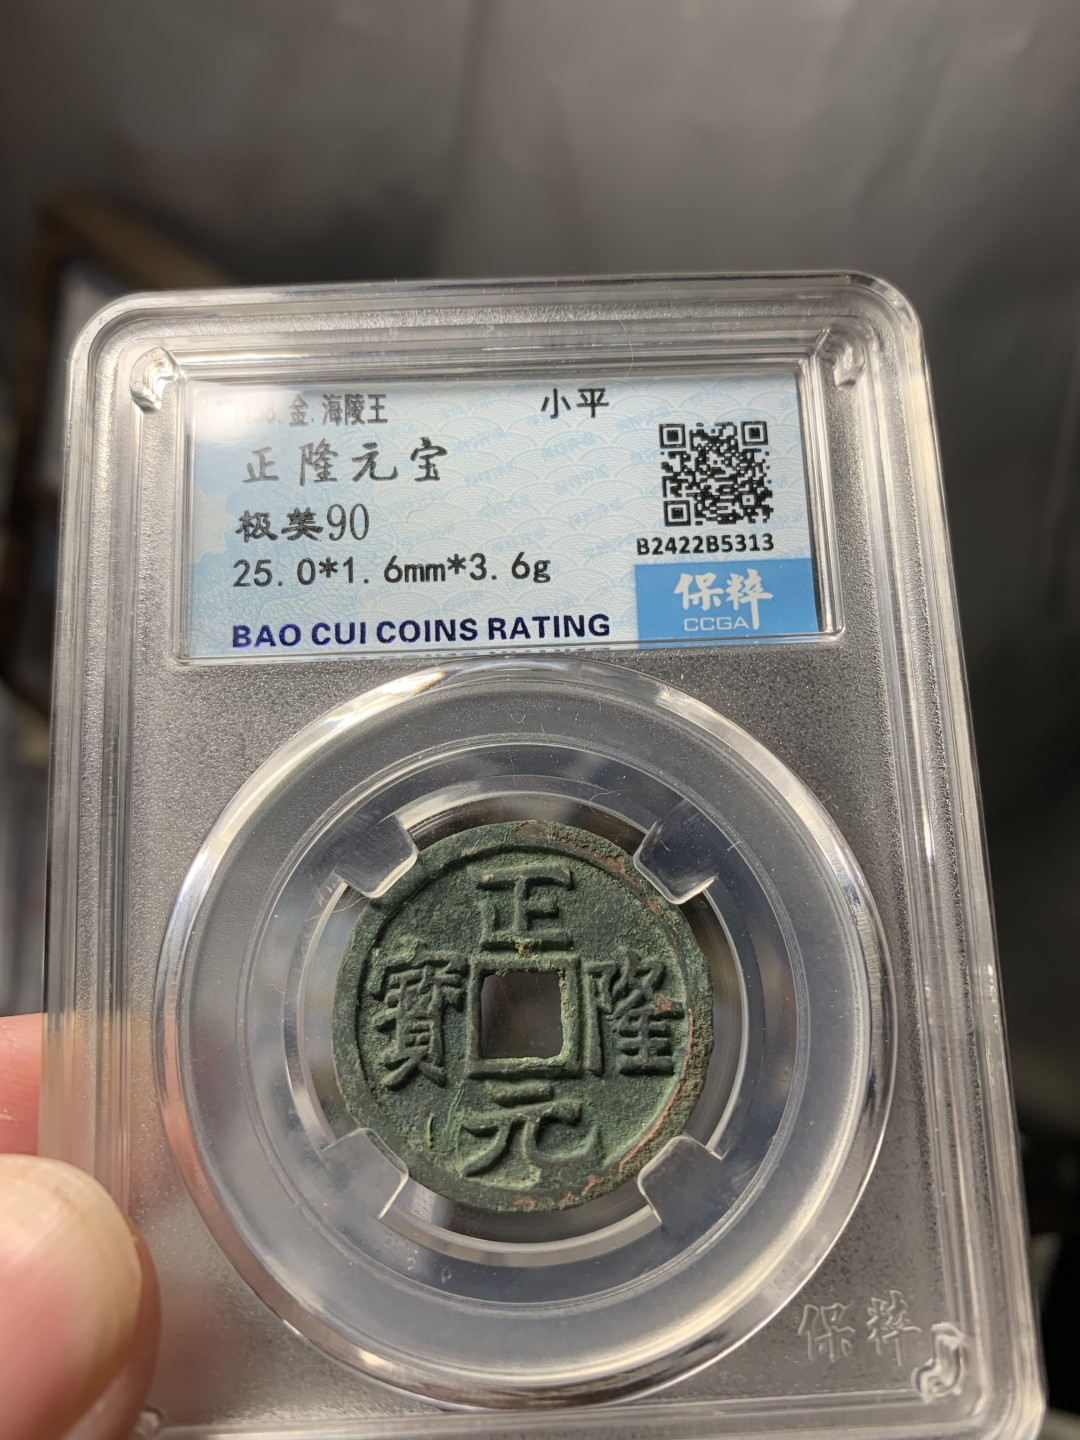 金.海陵王 小平
正隆元宝
极美90
B2422B5313
25.0*1.6mm*3.6g
保粹
CCGA
BAO CUI COINS RATING
正隆元寶
保粹